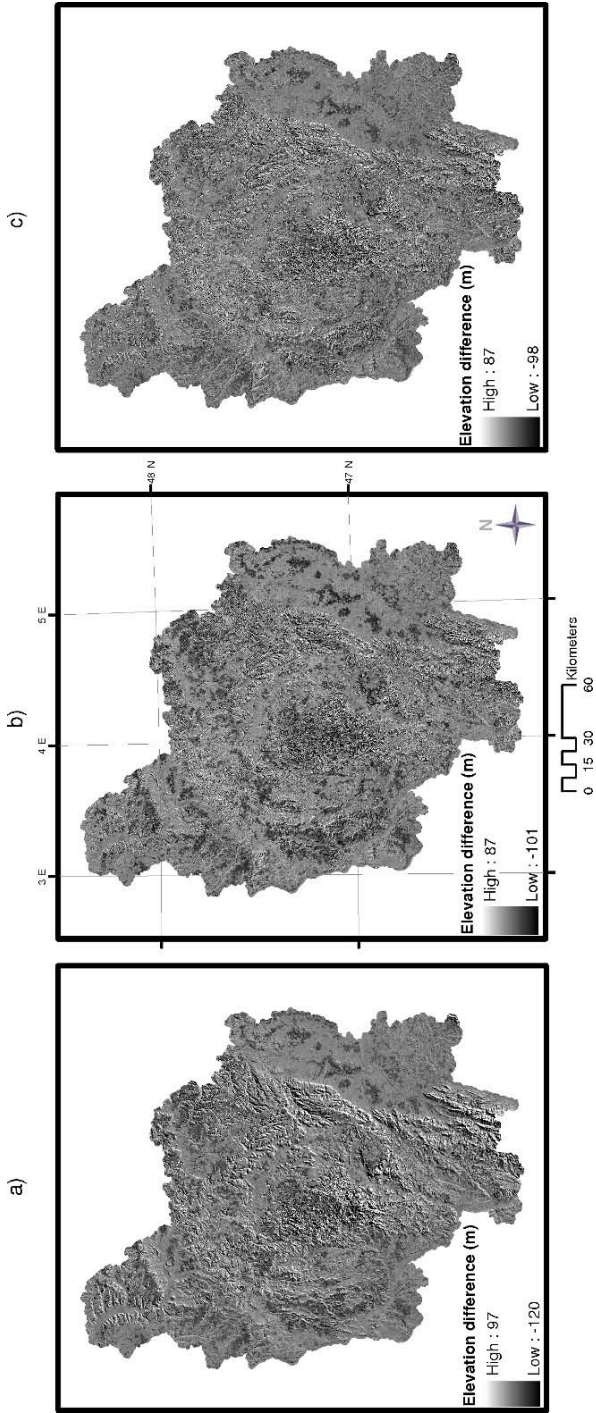 a)
Elevation difference (m)
High : 97
Low : -120
b)
3 E
4 E
5 E
48 N
47 N
N
Elevation difference (m)
High : 87
Low : -101
0 15 30 60
Kilometers
c)
Elevation difference (m)
High : 87
Low : -98